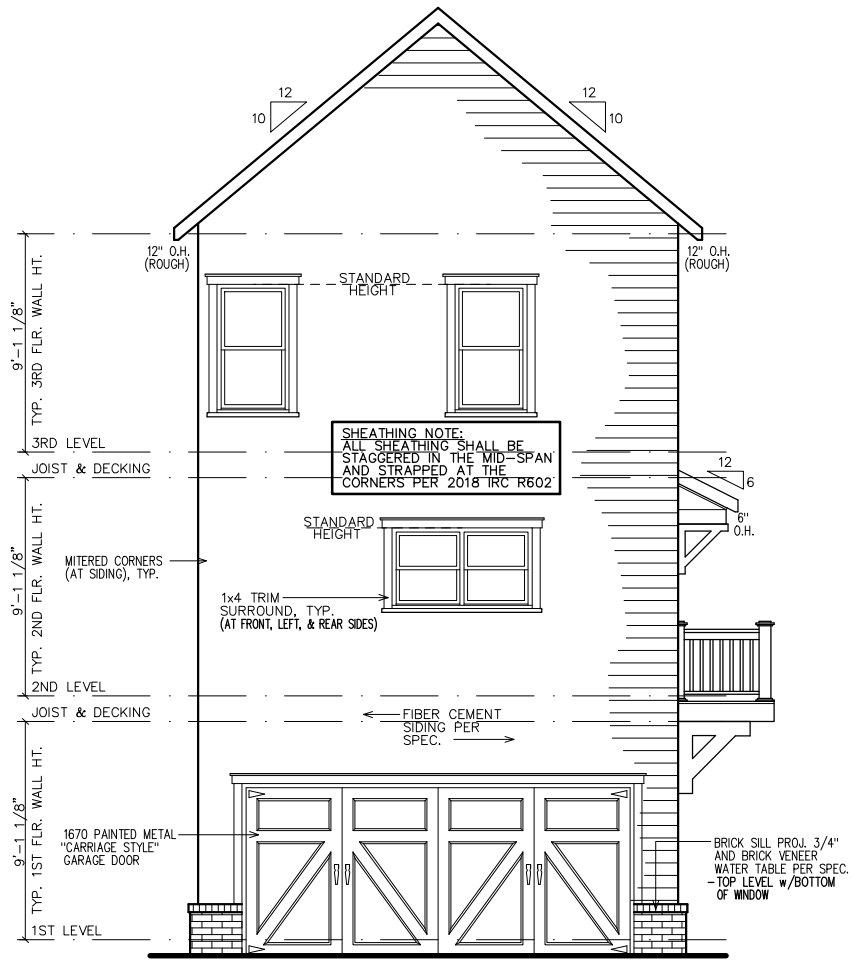 12
10
12
10
12" O.H.
(ROUGH)
12" O.H.
(ROUGH)
STANDARD
HEIGHT
9'-1 1/8"
TYP. 3RD FLR. WALL HT.
SHEATHING NOTE:
ALL SHEATHING SHALL BE
STAGGERED IN THE MID-SPAN
AND STRAPPED AT THE
CORNERS PER 2018 IRC R602
3RD LEVEL
JOIST & DECKING
12
6
6"
O.H.
STANDARD
HEIGHT
9'-1 1/8"
TYP. 2ND FLR. WALL HT.
MITERED CORNERS
(AT SIDING), TYP.
1x4 TRIM
SURROUND, TYP.
(AT FRONT, LEFT, & REAR SIDES)
2ND LEVEL
JOIST & DECKING
FIBER CEMENT
SIDING PER
SPEC.
9'-1 1/8"
TYP. 1ST FLR. WALL HT.
1670 PAINTED METAL
"CARRIAGE STYLE"
GARAGE DOOR
BRICK SILL PROJ. 3/4"
AND BRICK VENEER
WATER TABLE PER SPEC.
-TOP LEVEL w/BOTTOM
OF WINDOW
1ST LEVEL